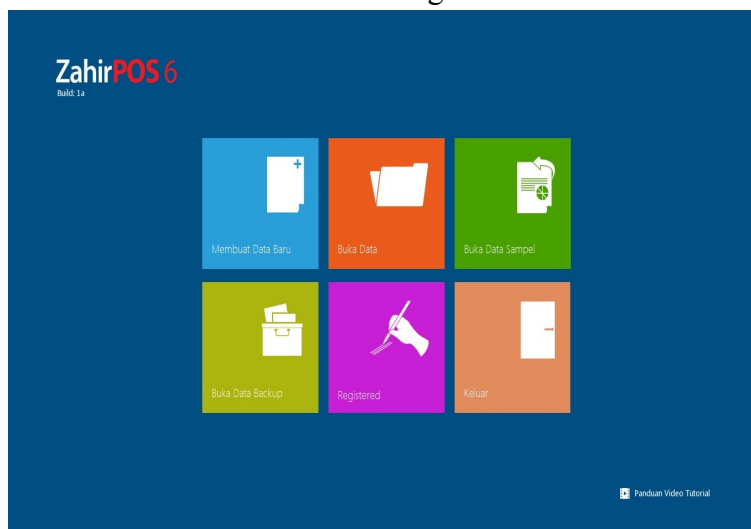 ZahirPOS 6
Build: 1a
Membuat Data Baru
Buka Data
Buka Data Sampel
Buka Data Backup
Registered
Keluar
Panduan Video Tutorial